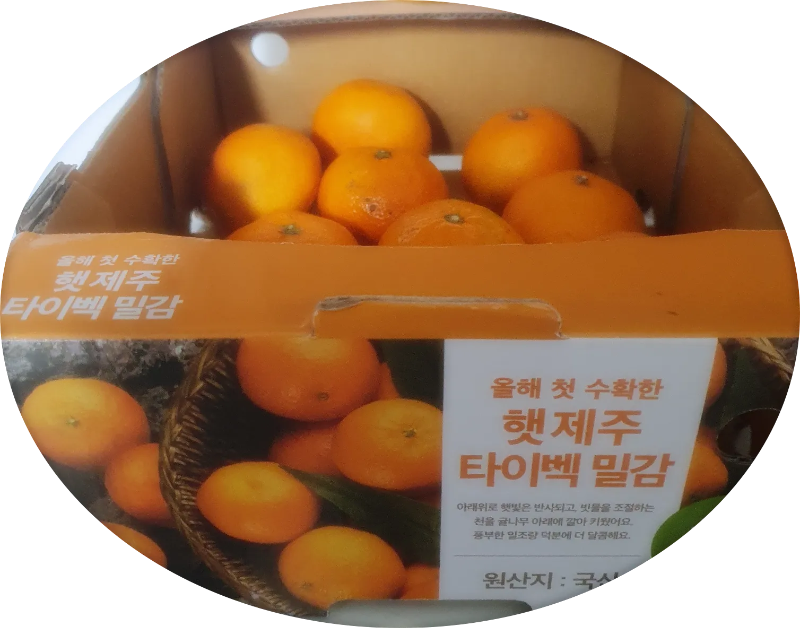 올해 첫 수확한
햇제주
타이벡 밀감
올해 첫 수확한
햇제주
타이벡 밀감
아래위로 햇빛은 반사되고, 빗물을 조절하는
천을 귤나무 아래에 깔아 키웠어요.
풍부한 일조량 덕분에 더 달콤해요.
원산지 : 국산